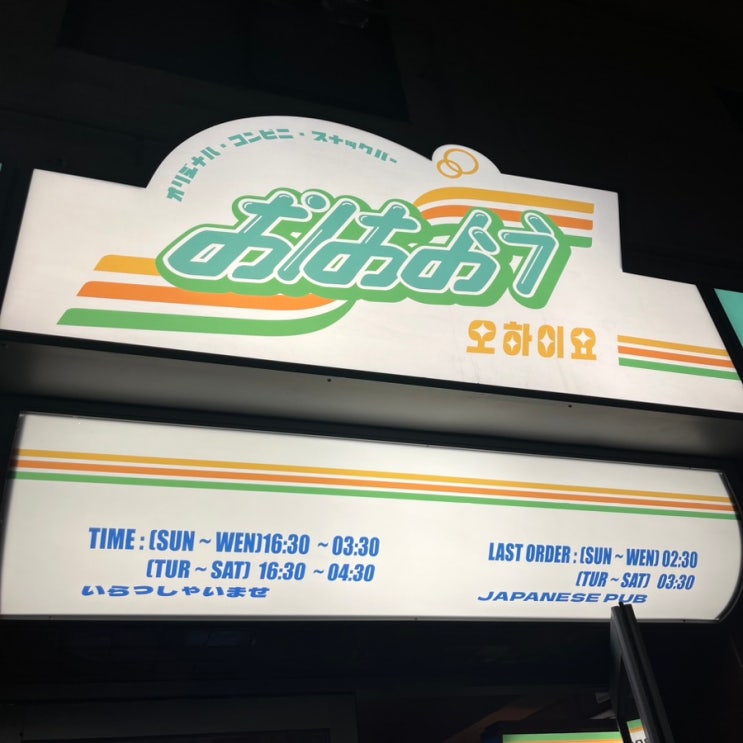 オリジナル・コンビニ・スナックバー
おはよう
오하이요
TIME : (SUN ~ WEN) 16:30 ~ 03:30
(TUR ~ SAT) 16:30 ~ 04:30
いらっしゃいませ
LAST ORDER : (SUN ~ WEN) 02:30
(TUR ~ SAT) 03:30
JAPANESE PUB